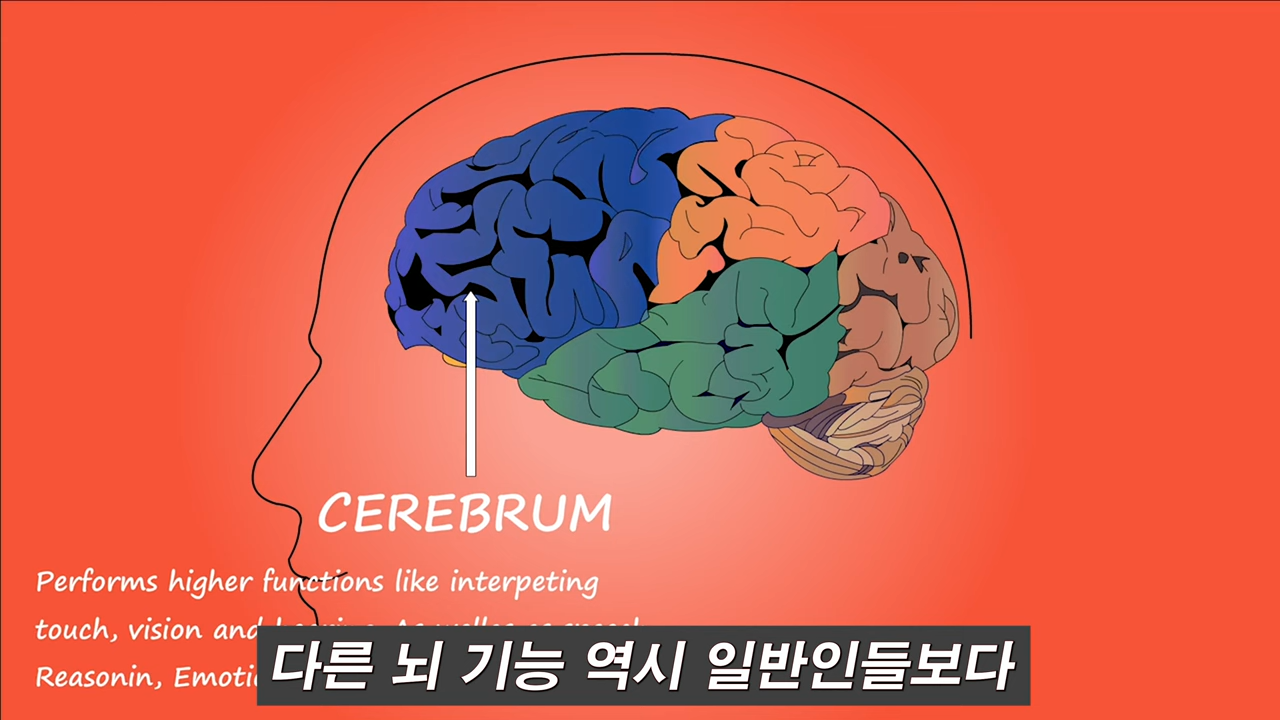 CEREBRUM
Performs higher functions like interpeting
touch, vision and
Reasonin,
다른 뇌 기능 역시 일반인들보다